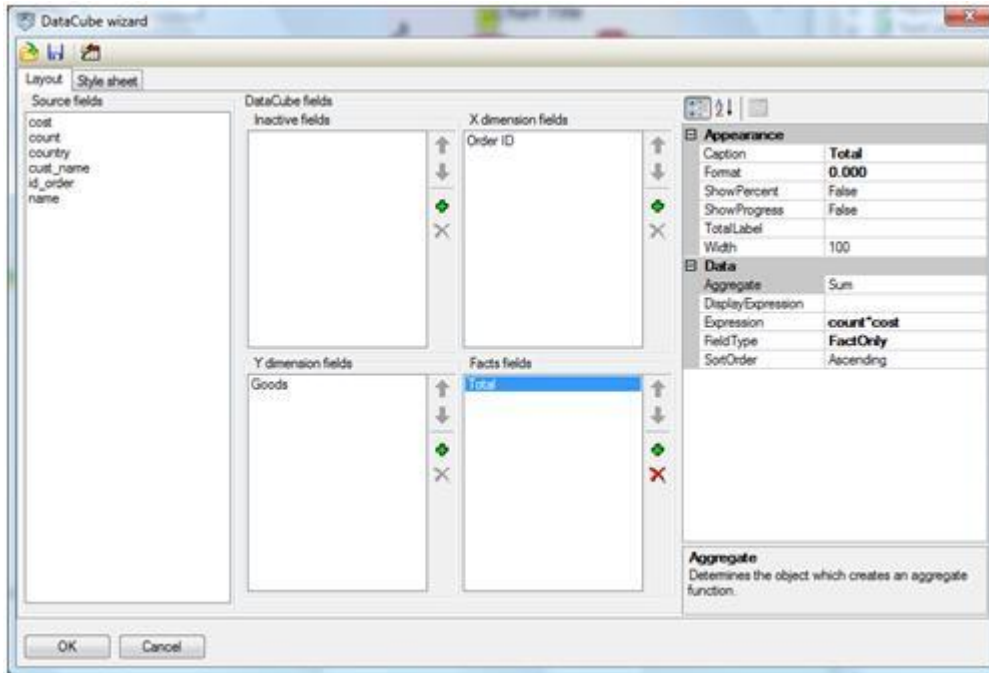 DataCube wizard
Layout Style sheet
Source fields
cost
count
country
cust_name
id_order
name
DataCube fields
Inactive fields
X dimension fields
Order ID
Y dimension fields
Goods
Facts fields
Total
Appearance
Caption Total
Format 0.000
ShowPercent False
ShowProgress False
TotalLabel
Width 100
Data
Aggregate Sum
DisplayExpression
Expression count*cost
FieldType FactOnly
SortOrder Ascending
Aggregate
Determines the object which creates an aggregate
function.
OK Cancel